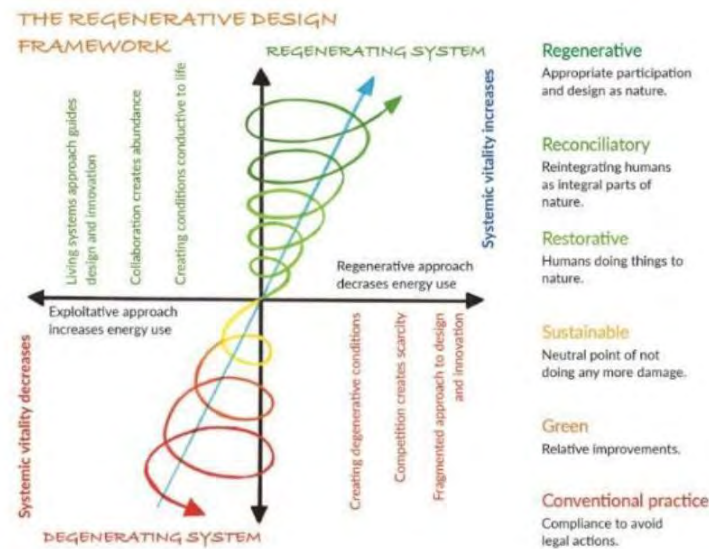 THE REGENERATIVE DESIGN
FRAMEWORK
REGENERATING SYSTEM
Living systems approach guides
design and innovation
Collaboration creates abundance
Creating conditions conductive to life
Systemic vitality increases
Regenerative approach
decrases energy use
Exploitative approach
increases energy use
Systemic vitality decreases
Creating degenerative conditions
Competition creates scarcity
Fragmented approach to design
and innovation
DEGENERATING SYSTEM
Regenerative
Appropriate participation
and design as nature.
Reconciliatory
Reintegrating humans
as integral parts of
nature.
Restorative
Humans doing things to
nature.
Sustainable
Neutral point of not
doing any more damage.
Green
Relative improvements.
Conventional practice
Compliance to avoid
legal actions.